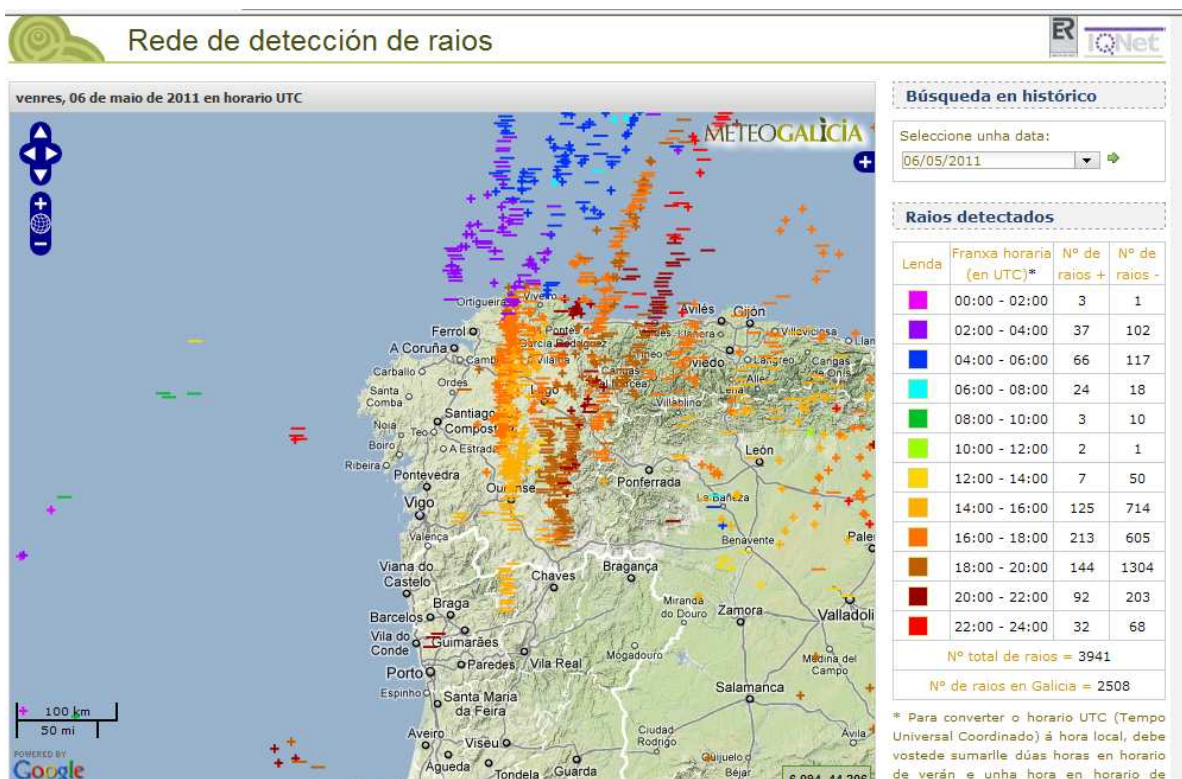 Rede de detección de raios
ER
IQNet
venres, 06 de maio de 2011 en horario UTC
METEOGALICIA
Ortigueira
Viveiro
Ferrol
A Coruña
Carballo
Santa
Comba
Ordes
Vilalba
Lugo
Avilés
Gijón
Villaviciosa
Oviedo
Langreo
Cangas
de Onís
Tineo
Villablino
Santiago
Compost
Noia
Teo
Boiro
A Estrada
Ribeira
Pontevedra
Vigo
Ourense
Ponferrada
León
La Bañeza
Benavente
Valença
Viana do
Castelo
Chaves
Bragança
Braga
Barcelos
Guimarães
Vila do
Conde
Miranda
do Douro
Zamora
Valladoli
Mogadouro
Porto
Paredes
Vila Real
Medina del
Campo
Espinho
Santa Maria
da Feira
Salamanca
Aveiro
Viseu
Ciudad
Rodrigo
Ávila
Águeda
Tondela
Guarda
Béjar
100 km
50 mi
POWERED BY
Google
Búsqueda en histórico
Seleccione unha data:
06/05/2011
Raios detectados
Lenda Franxa horaria (en UTC)* Nº de raios + Nº de raios -
00:00 - 02:00 3 1
02:00 - 04:00 37 102
04:00 - 06:00 66 117
06:00 - 08:00 24 18
08:00 - 10:00 3 10
10:00 - 12:00 2 1
12:00 - 14:00 7 50
14:00 - 16:00 125 714
16:00 - 18:00 213 605
18:00 - 20:00 144 1304
20:00 - 22:00 92 203
22:00 - 24:00 32 68
Nº total de raios = 3941
Nº de raios en Galicia = 2508
* Para converter o horario UTC (Tempo
Universal Coordinado) á hora local, debe
vostede sumarlle dúas horas en horario
de verán e unha hora en horario de